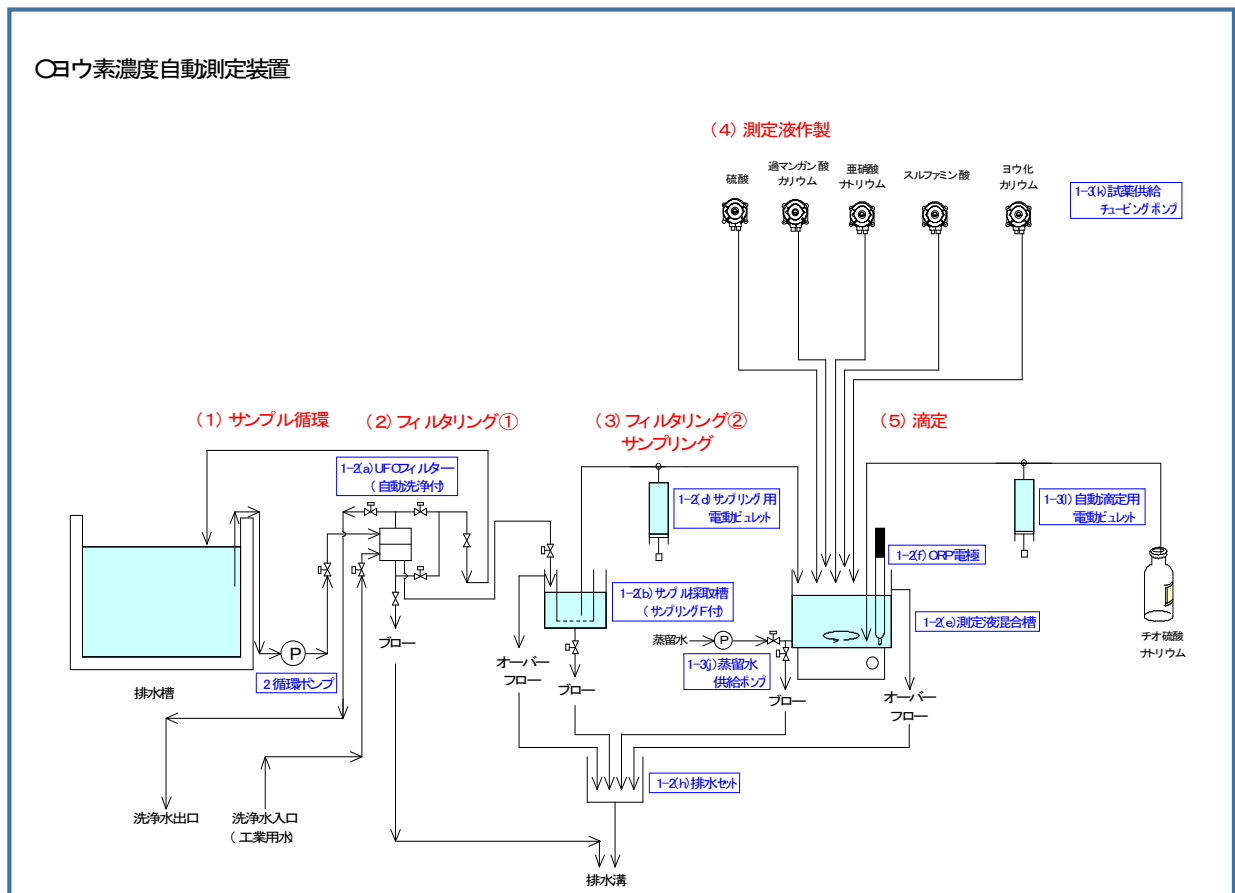 ○ヨウ素濃度自動測定装置
(4) 測定液作製
硫酸
過マンガン酸
カリウム
亜硝酸
ナトリウム
スルファミン酸
ヨウ化
カリウム
1-3(k)試薬供給
チュービングポンプ
(1) サンプル循環
(2) フィルタリング①
(3) フィルタリング②
サンプリング
(5) 滴定
1-2(a)UFOフィルター
(自動洗浄付)
1-2(d)サンプリング用
電動ビュレット
1-3(l)自動滴定用
電動ビュレット
1-2(f)ORP電極
1-2(b)サンプル採取槽
(サンプリングF付)
1-2(e)測定液混合槽
チオ硫酸
ナトリウム
P
2循環ポンプ
排水槽
ブロー
オーバー
フロー
ブロー
蒸留水
P
1-3(j)蒸留水
供給ポンプ
ブロー
オーバー
フロー
1-2(h)排水セット
洗浄水出口
洗浄水入口
(工業用水)
排水溝